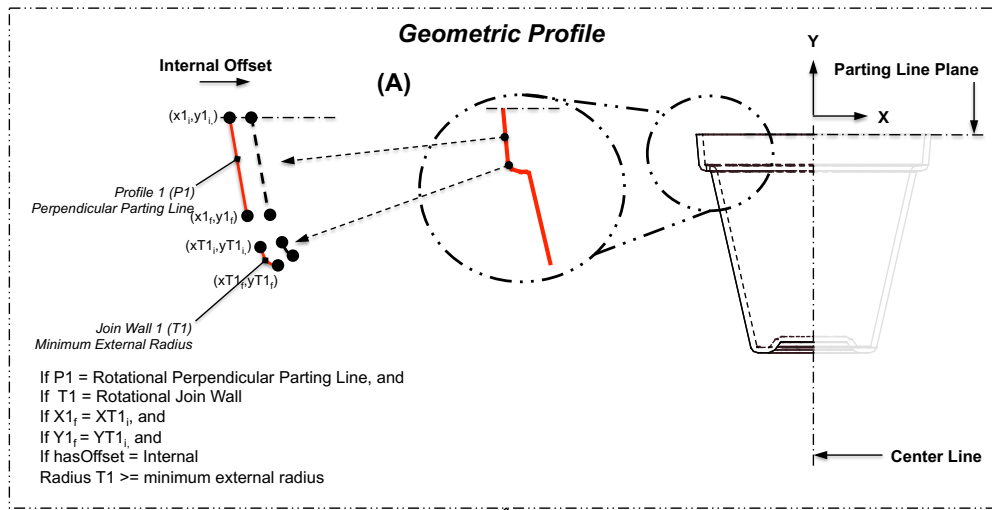 Geometric Profile
Internal Offset
(A)
Y
X
Parting Line Plane
(x1i,y1i,)
Profile 1 (P1)
Perpendicular Parting Line
(x1f,y1f)
(xT1i,yT1i,)
(xT1f,yT1f)
Join Wall 1 (T1)
Minimum External Radius
If P1 = Rotational Perpendicular Parting Line, and
If T1 = Rotational Join Wall
If X1f = XT1i, and
If Y1f = YT1i, and
If hasOffset = Internal
Radius T1 >= minimum external radius
Center Line